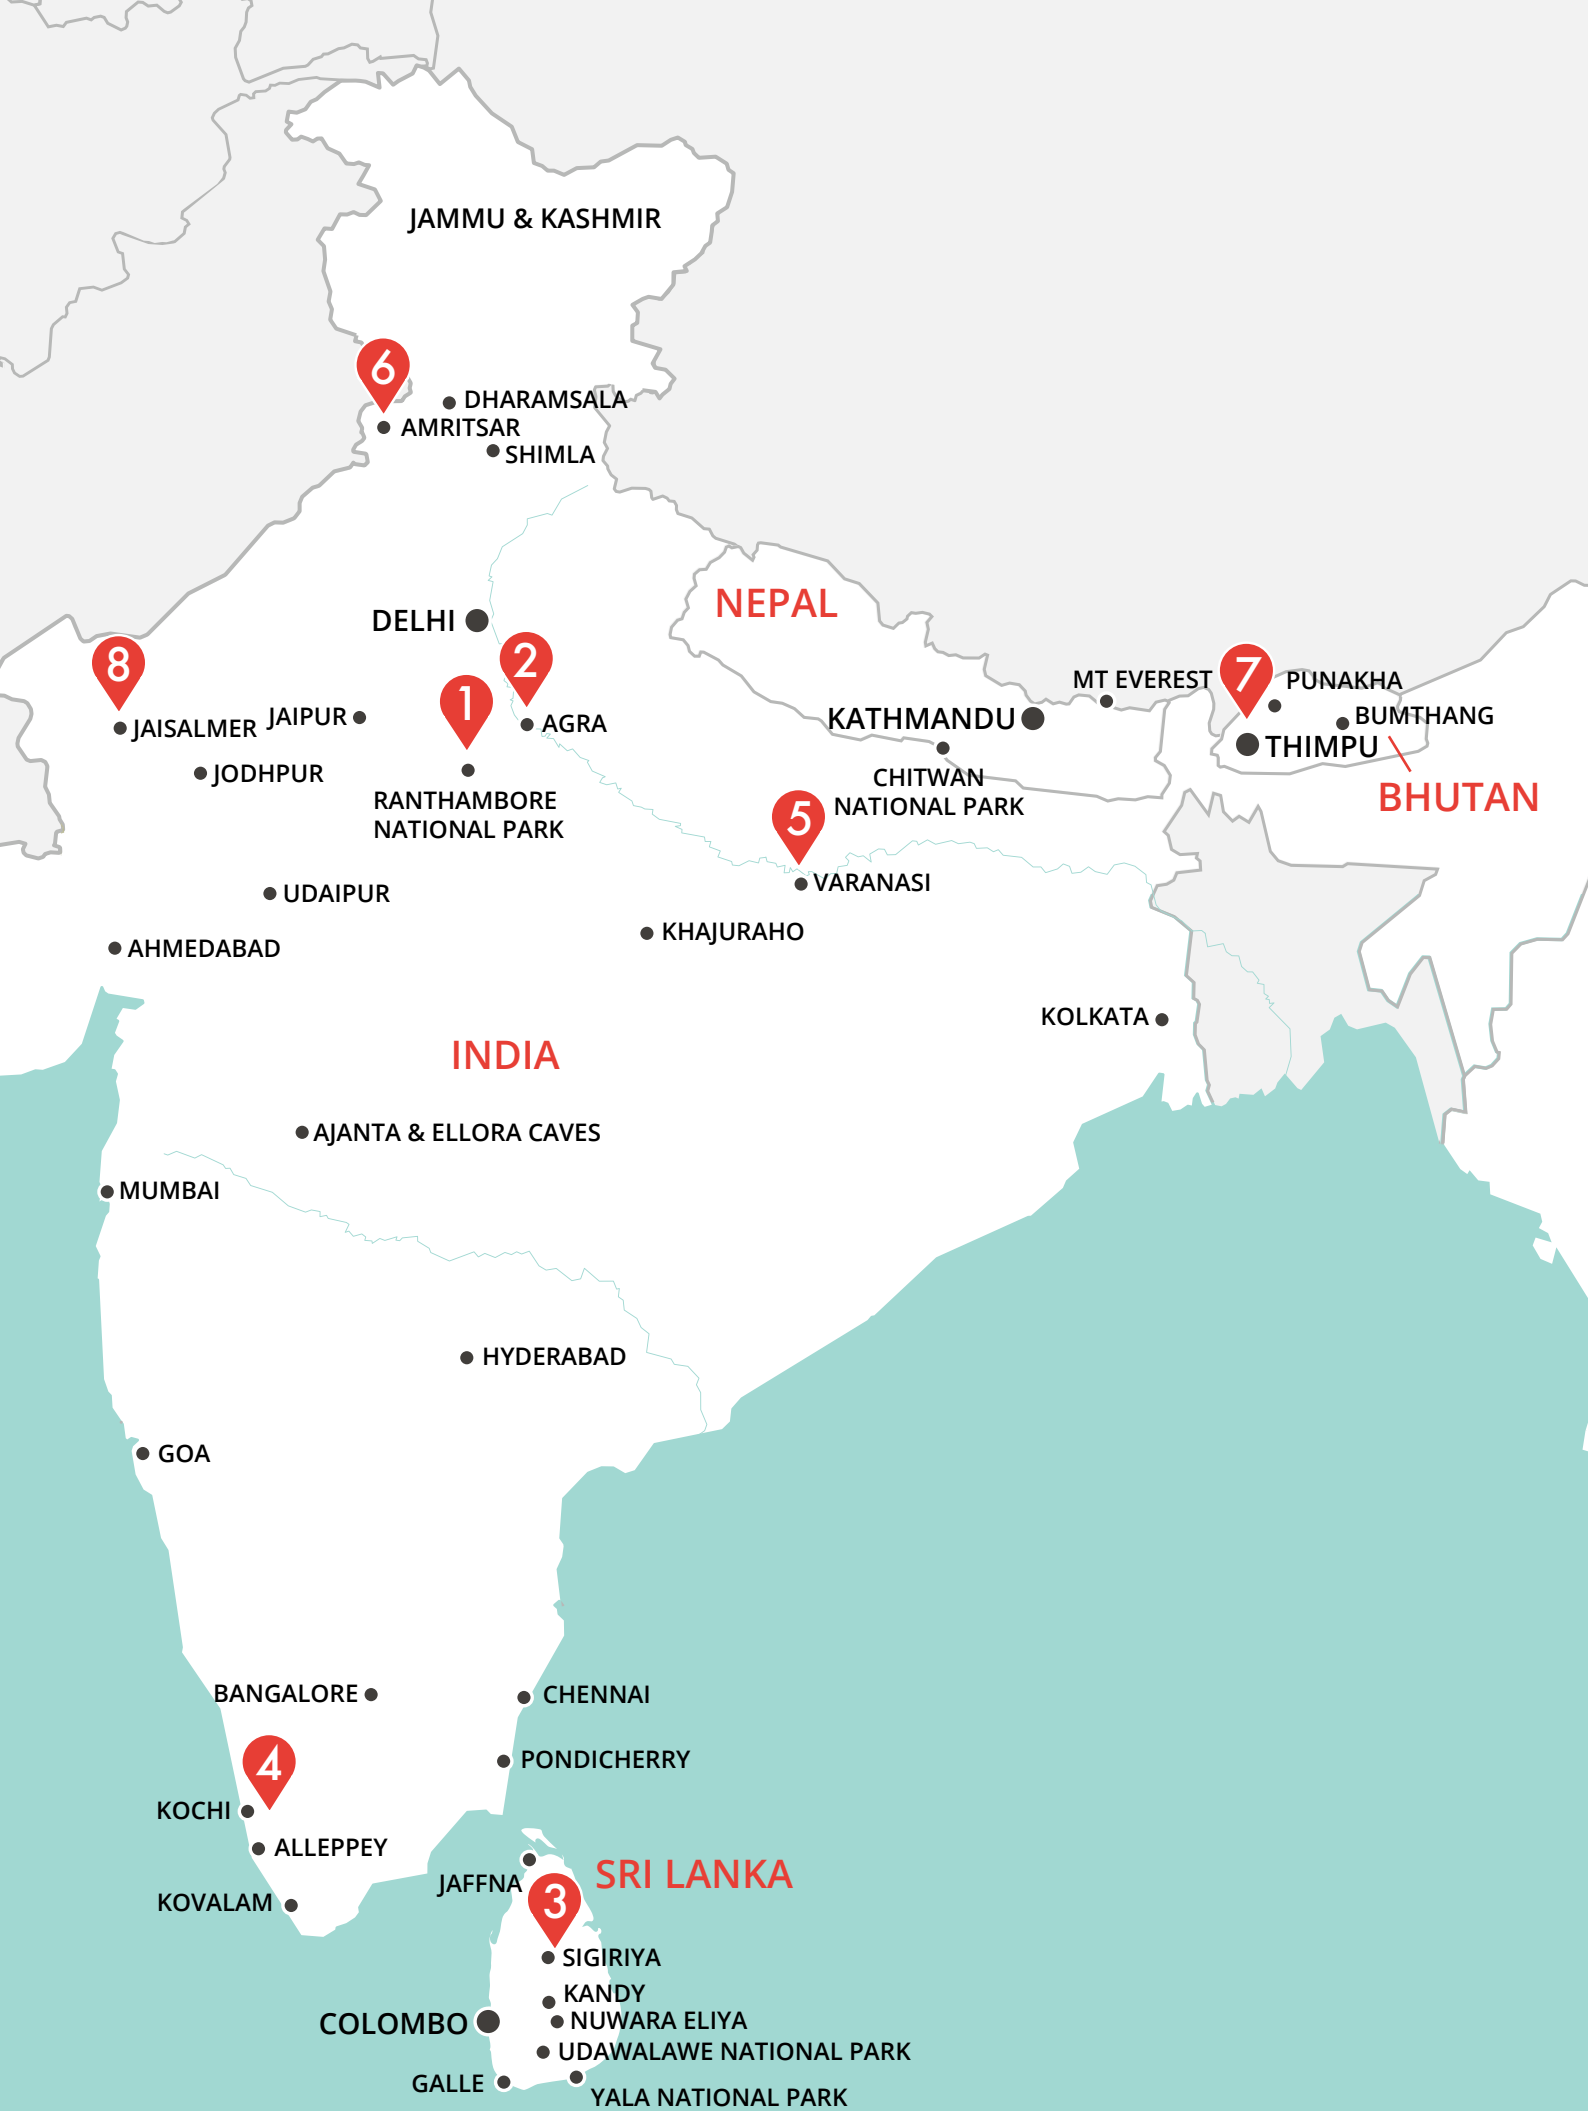 JAMMU & KASHMIR
6
DHARAMSALA
AMRITSAR
SHIMLA
NEPAL
DELHI
2
8
1
AGRA
JAISALMER
JAIPUR
JODHPUR
RANTHAMBORE
NATIONAL PARK
MT EVEREST
7
PUNAKHA
KATHMANDU
BUMTHANG
THIMPU
CHITWAN
NATIONAL PARK
BHUTAN
5
VARANASI
UDAIPUR
KHAJURAHO
AHMEDABAD
KOLKATA
INDIA
AJANTA & ELLORA CAVES
MUMBAI
HYDERABAD
GOA
BANGALORE
CHENNAI
4
PONDICHERRY
KOCHI
ALLEPPEY
JAFFNA
SRI LANKA
3
KOVALAM
SIGIRIYA
KANDY
COLOMBO
NUWARA ELIYA
UDAWALAWE NATIONAL PARK
GALLE
YALA NATIONAL PARK